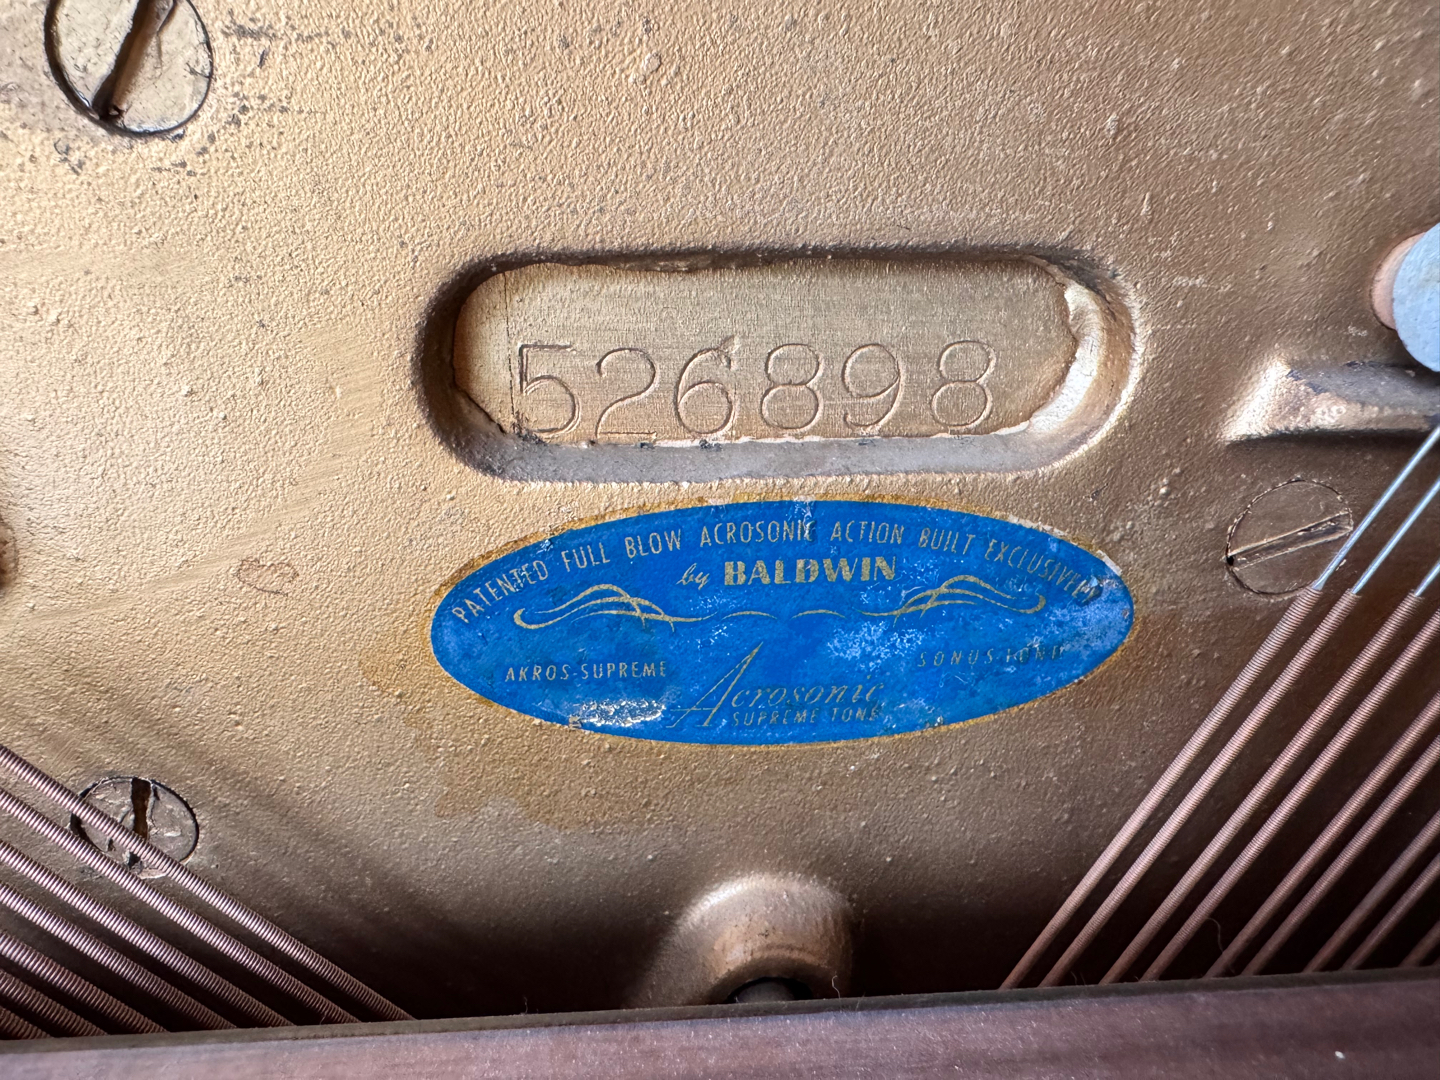 526898
PATENTED FULL BLOW ACROSONIC ACTION BUILT EXCLUSIVELY
by BALDWIN
AKROS-SUPREME
SONUS-TONE
Acrosonic
SUPREME TONE